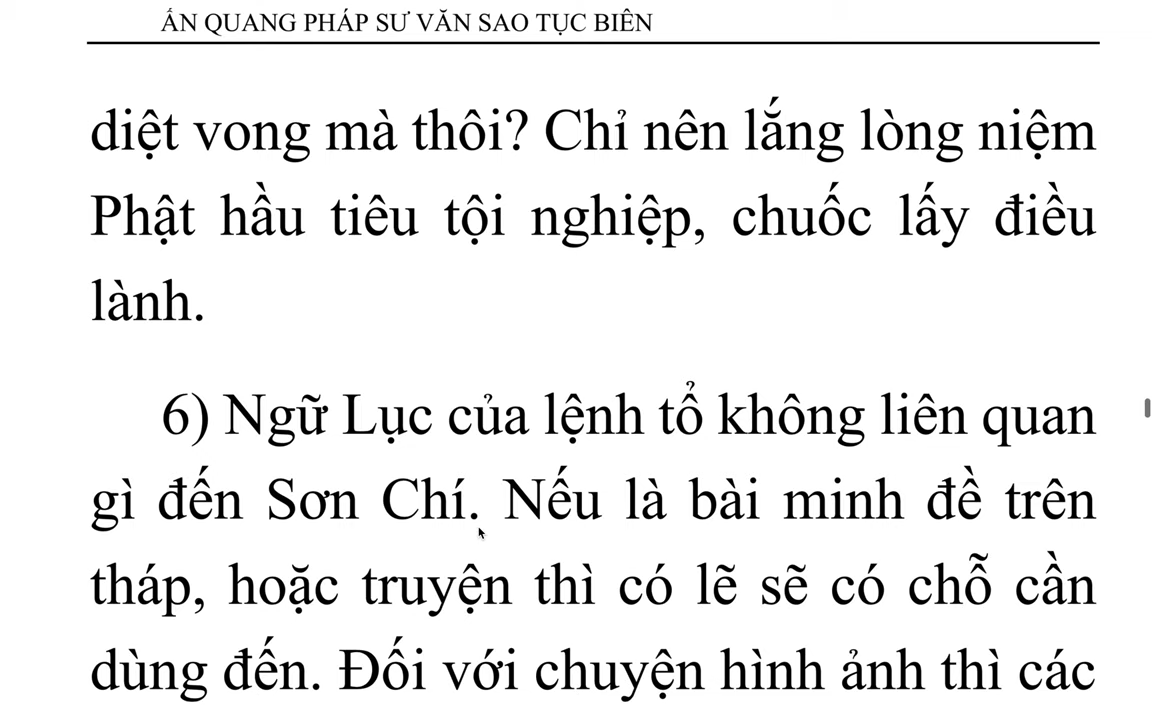 ẤN QUANG PHÁP SƯ VĂN SAO TỤC BIÊN
diệt vong mà thôi? Chỉ nên lắng lòng niệm
Phật hầu tiêu tội nghiệp, chuốc lấy điều
lành.
6) Ngữ Lục của lệnh tổ không liên quan
gì đến Sơn Chí. Nếu là bài minh đề trên
tháp, hoặc truyện thì có lẽ sẽ có chỗ cần
dùng đến. Đối với chuyện hình ảnh thì các